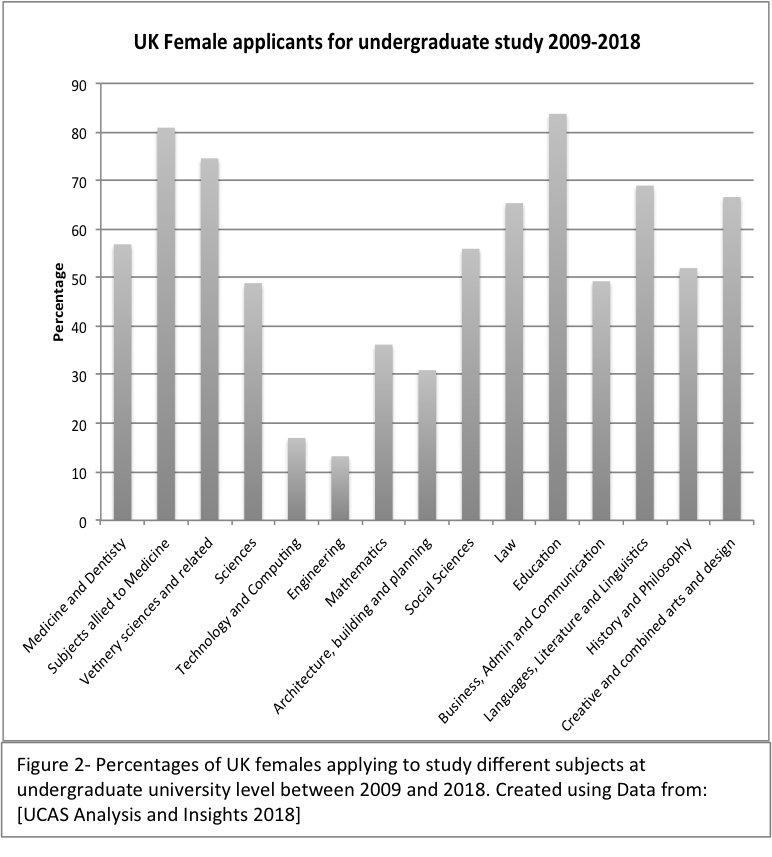 UK Female applicants for undergraduate study 2009-2018
90
80
70
60
50
40
30
20
10
0
Percentage
Medicine and Dentisty
Subjects allied to Medicine
Vetinery sciences and related
Sciences
Technology and Computing
Engineering
Mathematics
Architecture, building and planning
Social Sciences
Law
Education
Business, Admin and Communication
Languages, Literature and Linguistics
History and Philosophy
Creative and combined arts and design
Figure 2- Percentages of UK females applying to study different subjects at
undergraduate university level between 2009 and 2018. Created using Data from:
[UCAS Analysis and Insights 2018]